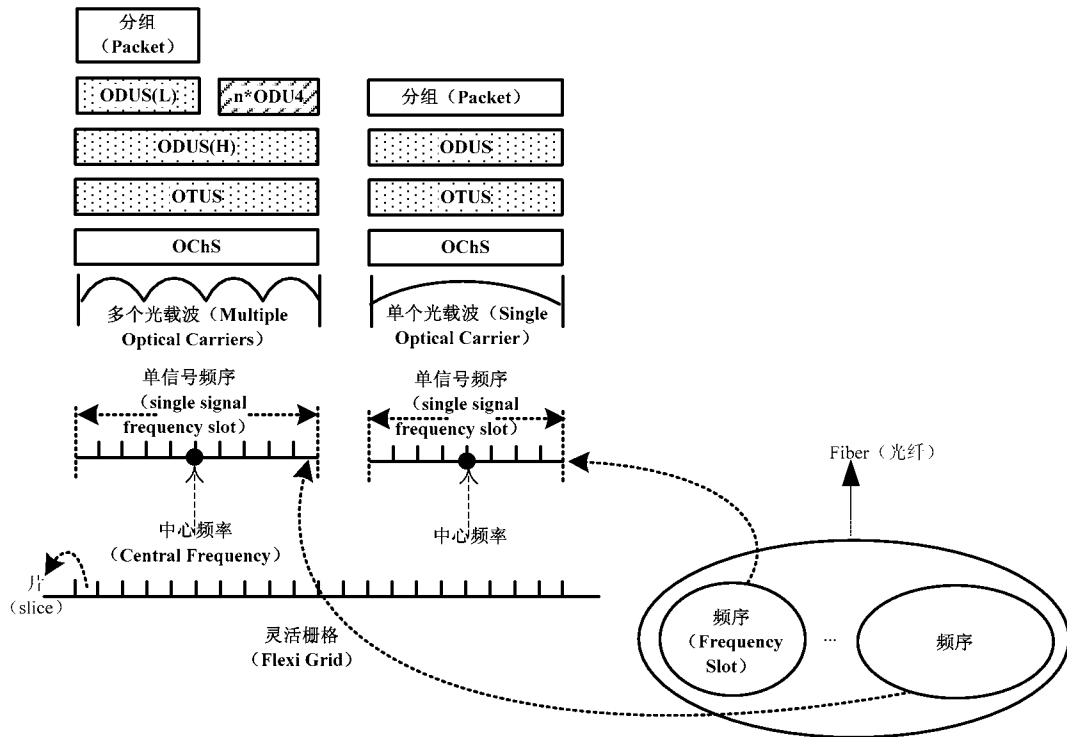 分组
（Packet）
ODUS(L)
n*ODU4
ODUS(H)
OTUS
OChS
多个光载波（Multiple
Optical Carriers）
单信号频序
（single signal
frequency slot）
中心频率
（Central Frequency）
分组（Packet）
ODUS
OTUS
OChS
单个光载波（Single
Optical Carrier）
单信号频序
（single signal
frequency slot）
中心频率
片
（slice）
灵活栅格
（Flexi Grid）
Fiber（光纤）
频序
（Frequency
Slot）
...
频序